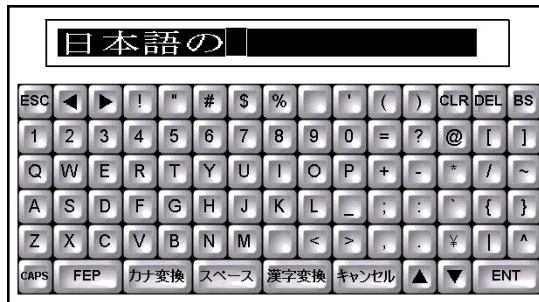 日本語の
ESC ◀ ▶ ! " # $ % ' ( ) CLR DEL BS
1 2 3 4 5 6 7 8 9 0 = ? @ [ ]
Q W E R T Y U I O P + - * / ~
A S D F G H J K L _ ; : ` { }
Z X C V B N M < > , . ¥ | ^
CAPS FEP カナ変換 スペース 漢字変換 キャンセル ▲ ▼ ENT